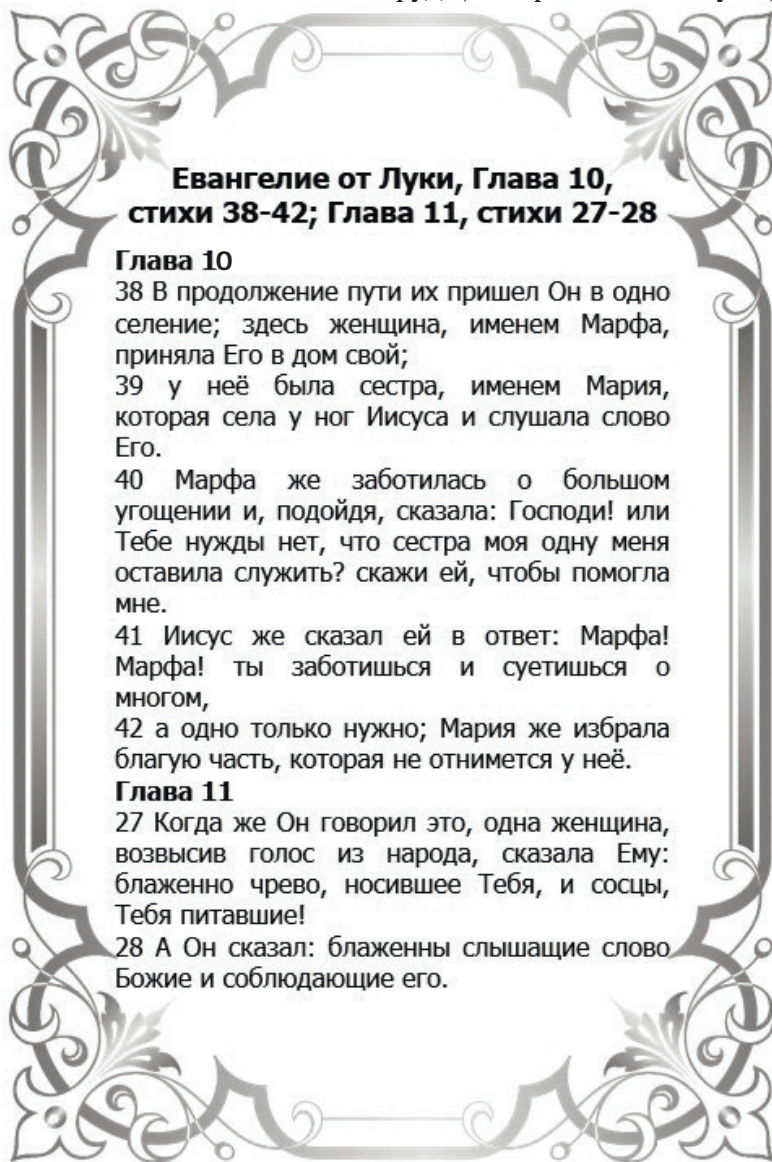 Евангелие от Луки, Глава 10,
стихи 38-42; Глава 11, стихи 27-28
Глава 10
38 В продолжение пути их пришел Он в одно
селение; здесь женщина, именем Марфа,
приняла Его в дом свой;
39 у неё была сестра, именем Мария,
которая села у ног Иисуса и слушала слово
Его.
40 Марфа же заботилась о большом
угощении и, подойдя, сказала: Господи! или
Тебе нужды нет, что сестра моя одну меня
оставила служить? скажи ей, чтобы помогла
мне.
41 Иисус же сказал ей в ответ: Марфа!
Марфа! ты заботишься и суетишься о
многом,
42 а одно только нужно; Мария же избрала
благую часть, которая не отнимется у неё.
Глава 11
27 Когда же Он говорил это, одна женщина,
возвысив голос из народа, сказала Ему:
блаженно чрево, носившее Тебя, и сосцы,
Тебя питавшие!
28 А Он сказал: блаженны слышащие слово
Божие и соблюдающие его.